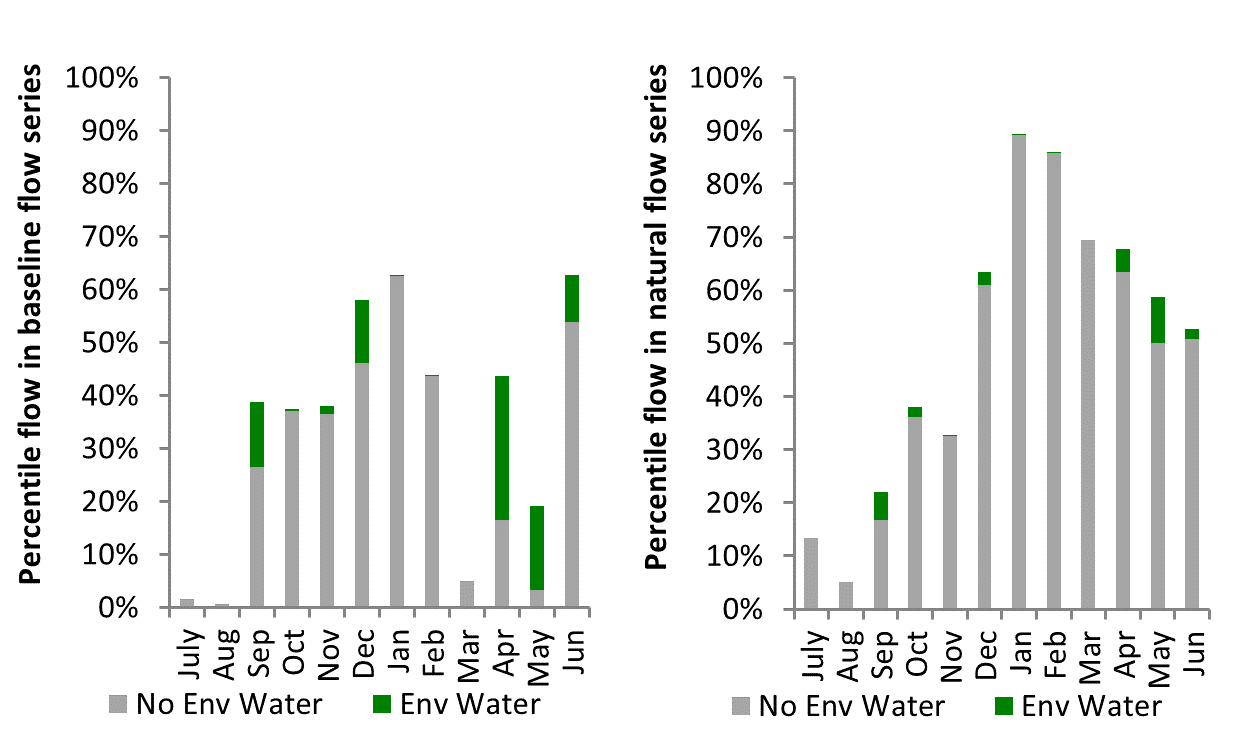 Percentile flow in baseline flow series
100%
90%
80%
70%
60%
50%
40%
30%
20%
10%
0%
July
Aug
Sep
Oct
Nov
Dec
Jan
Feb
Mar
Apr
May
Jun
No Env Water
Env Water
Percentile flow in natural flow series
100%
90%
80%
70%
60%
50%
40%
30%
20%
10%
0%
July
Aug
Sep
Oct
Nov
Dec
Jan
Feb
Mar
Apr
May
Jun
No Env Water
Env Water